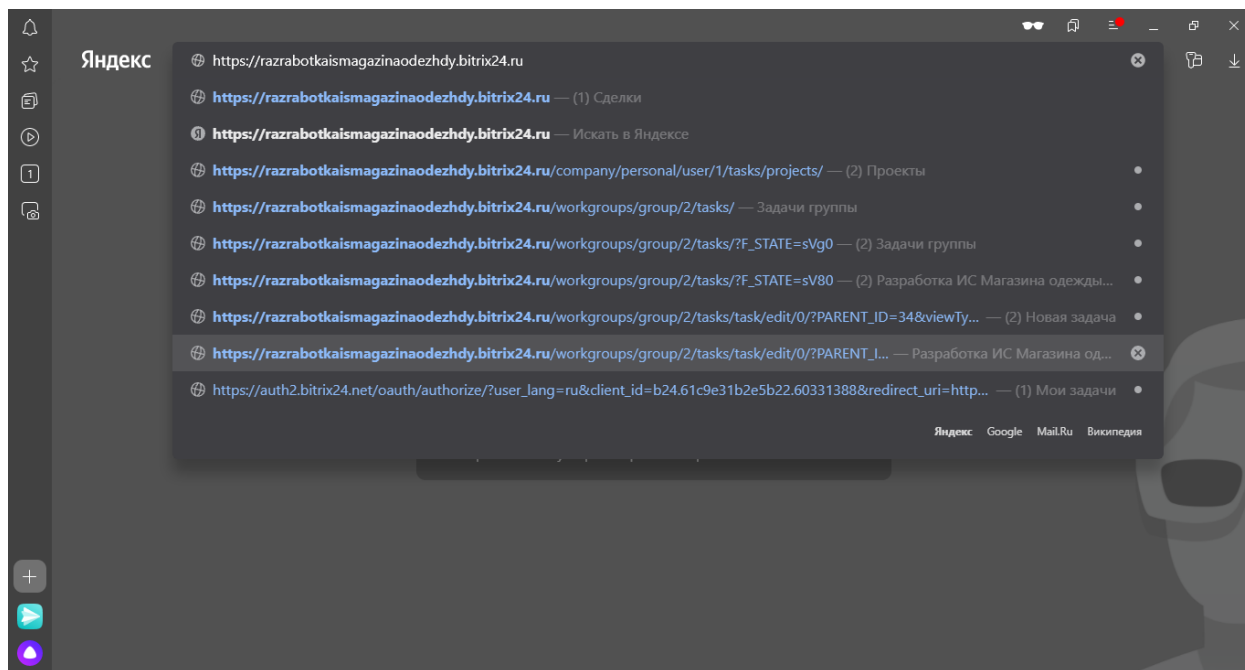 Яндекс
https://razrabotkaismagazinaodezhdy.bitrix24.ru
https://razrabotkaismagazinaodezhdy.bitrix24.ru — (1) Сделки
Я https://razrabotkaismagazinaodezhdy.bitrix24.ru — Искать в Яндексе
https://razrabotkaismagazinaodezhdy.bitrix24.ru/company/personal/user/1/tasks/projects/ — (2) Проекты
https://razrabotkaismagazinaodezhdy.bitrix24.ru/workgroups/group/2/tasks/ — Задачи группы
1
https://razrabotkaismagazinaodezhdy.bitrix24.ru/workgroups/group/2/tasks/?F_STATE=sVg0 — (2) Задачи группы
https://razrabotkaismagazinaodezhdy.bitrix24.ru/workgroups/group/2/tasks/?F_STATE=sV80 — (2) Разработка ИС Магазина одежды...
https://razrabotkaismagazinaodezhdy.bitrix24.ru/workgroups/group/2/tasks/task/edit/0/?PARENT_ID=34&viewTy... — (2) Новая задача
https://razrabotkaismagazinaodezhdy.bitrix24.ru/workgroups/group/2/tasks/task/edit/0/?PARENT_I... — Разработка ИС Магазина од...
https://auth2.bitrix24.net/oauth/authorize/?user_lang=ru&client_id=b24.61c9e31b2e5b22.60331388&redirect_uri=http... — (1) Мои задачи
Яндекс Google Mail.Ru Википедия